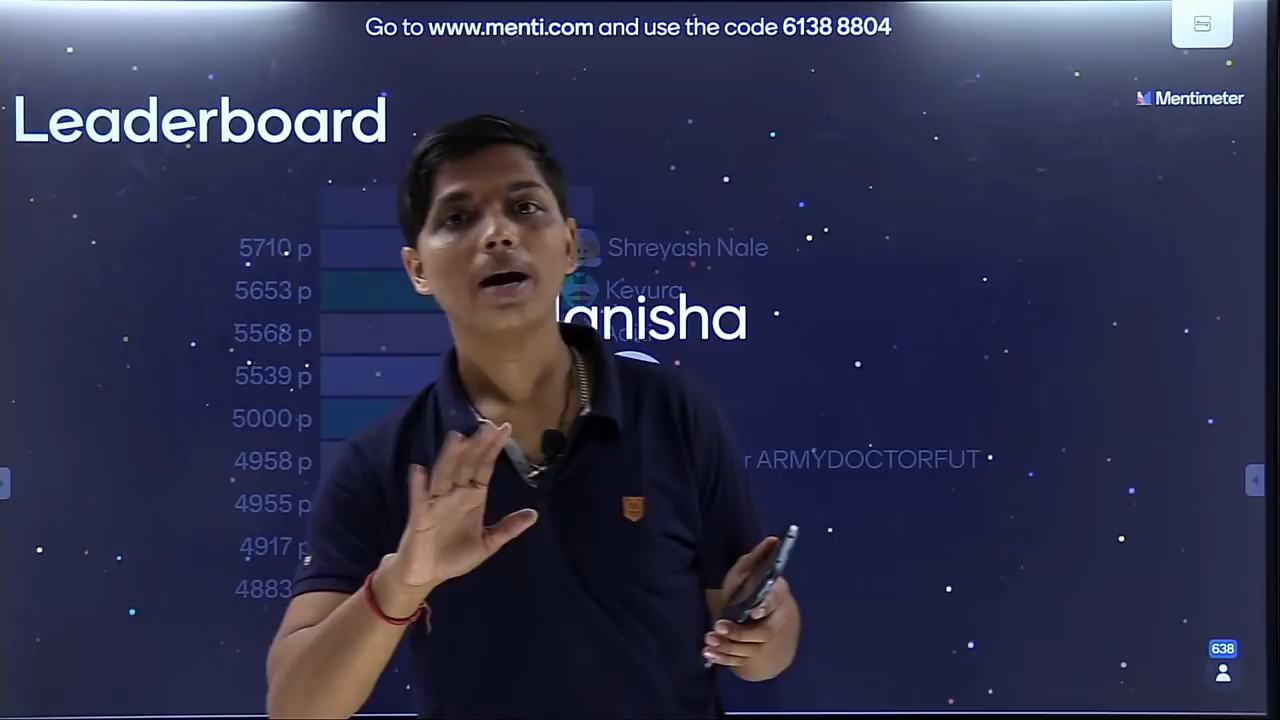 Go to www.menti.com and use the code 6138 8804
Mentimeter
Leaderboard
5710 p Shreyash Nale
5653 p Keyura
anisha
5568 p
5539 p
5000 p
4958 p r ARMYDOCTORFUT
4955 p
4917 p
4883
638